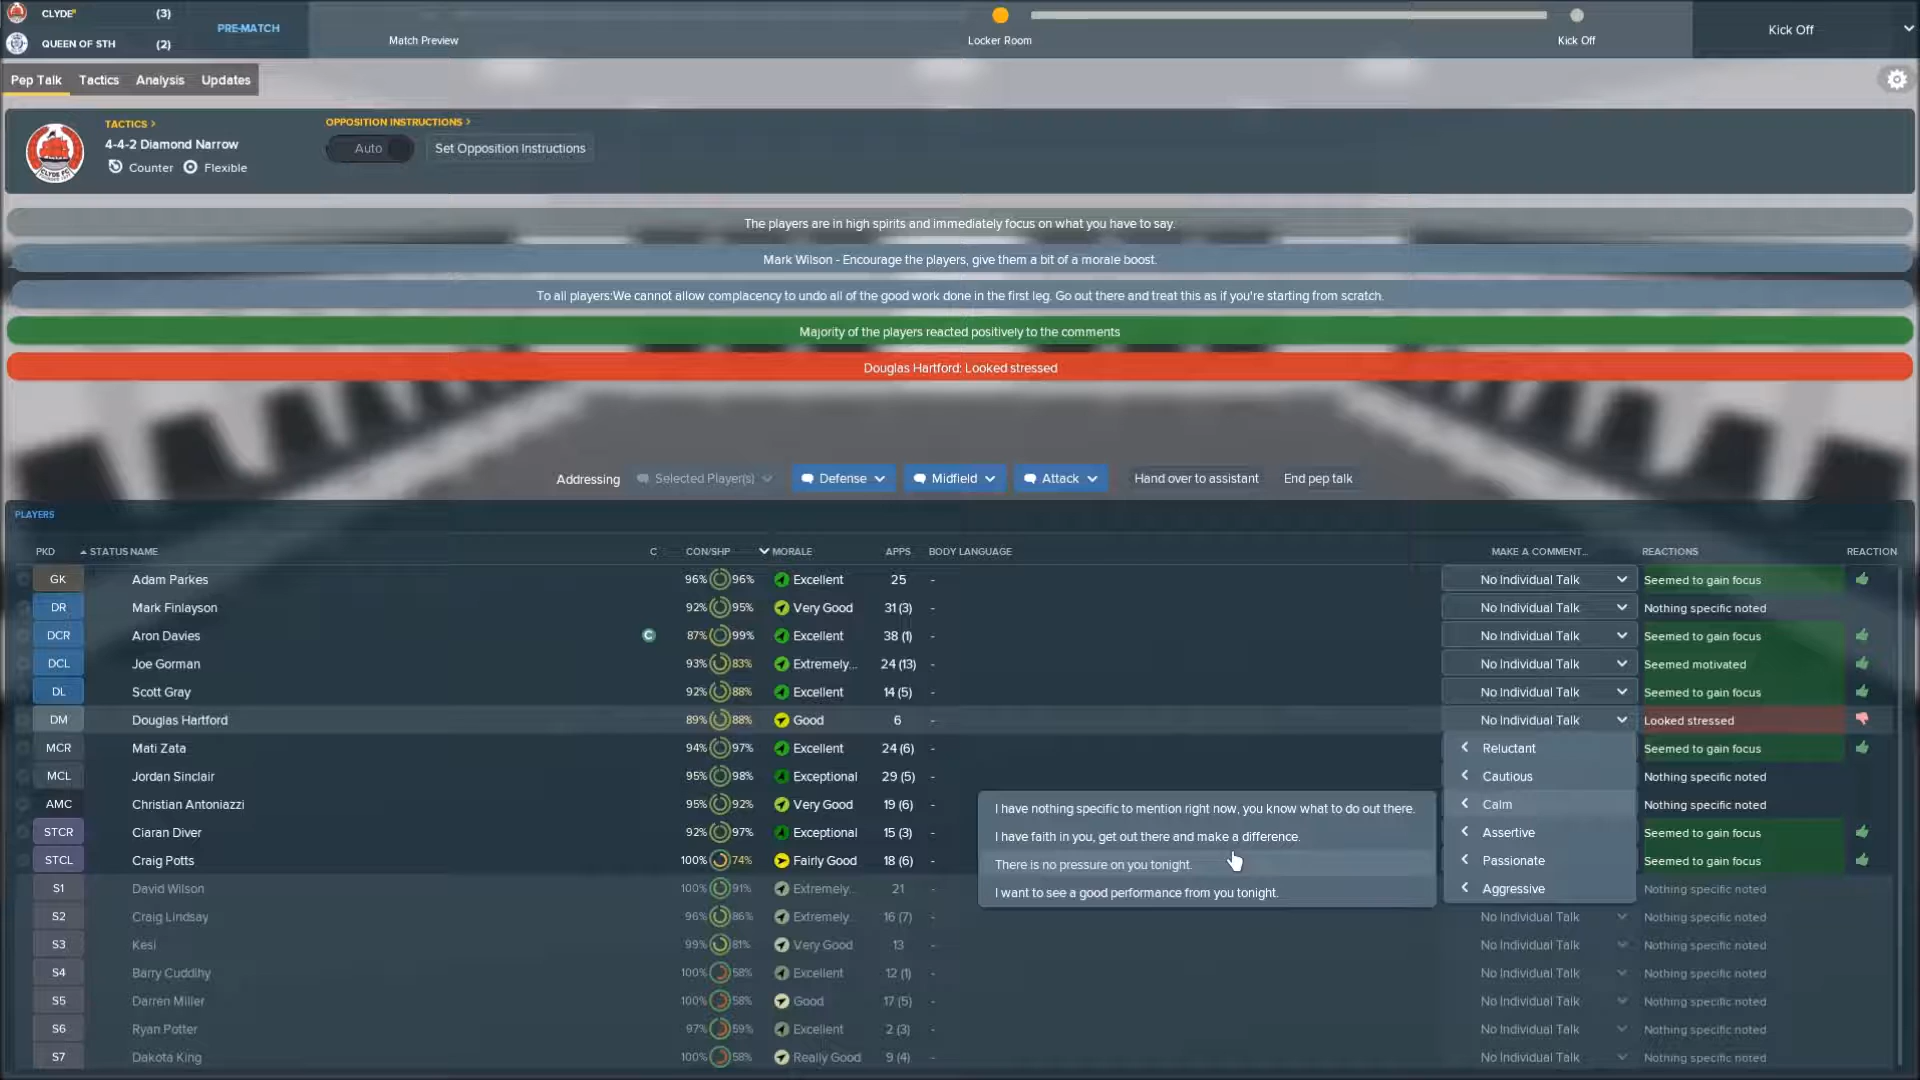 CLYDE (3)
QUEEN OF STH (2)
PRE-MATCH
Match Preview
Locker Room
Kick Off
Kick Off
Pep Talk Tactics Analysis Updates
TACTICS >
4-4-2 Diamond Narrow
Counter Flexible
OPPOSITION INSTRUCTIONS >
Auto Set Opposition Instructions
The players are in high spirits and immediately focus on what you have to say.
Mark Wilson - Encourage the players, give them a bit of a morale boost.
To all players:We cannot allow complacency to undo all of the good work done in the first leg. Go out there and treat this as if you're starting from scratch.
Majority of the players reacted positively to the comments
Douglas Hartford: Looked stressed
Addressing Selected Player(s) Defense Midfield Attack Hand over to assistant End pep talk
PLAYERS
PKD STATUS NAME C CON/SHP MORALE APPS BODY LANGUAGE MAKE A COMMENT... REACTIONS REACTION
GK Adam Parkes 96% 96% Excellent 25 - No Individual Talk Seemed to gain focus
DR Mark Finlayson 92% 95% Very Good 31 (3) - No Individual Talk Nothing specific noted
DCR Aron Davies C 87% 99% Excellent 38 (1) - No Individual Talk Seemed to gain focus
DCL Joe Gorman 93% 83% Extremely... 24 (13) - No Individual Talk Seemed motivated
DL Scott Gray 92% 88% Excellent 14 (5) - No Individual Talk Seemed to gain focus
DM Douglas Hartford 89% 88% Good 6 - No Individual Talk Looked stressed
MCR Mati Zata 94% 97% Excellent 24 (6) - Reluctant Seemed to gain focus
MCL Jordan Sinclair 95% 98% Exceptional 29 (5) - Cautious Nothing specific noted
AMC Christian Antoniazzi 95% 92% Very Good 19 (6) - I have nothing specific to mention right now, you know what to do out there. Calm Nothing specific noted
STCR Ciaran Diver 92% 97% Exceptional 15 (3) - I have faith in you, get out there and make a difference. Assertive Seemed to gain focus
STCL Craig Potts 100% 74% Fairly Good 18 (6) - There is no pressure on you tonight. Passionate Seemed to gain focus
S1 David Wilson 100% 91% Extremely... 21 - I want to see a good performance from you tonight. Aggressive Nothing specific noted
S2 Craig Lindsay 96% 86% Extremely... 16 (7) - No Individual Talk Nothing specific noted
S3 Kesi 99% 81% Very Good 13 - No Individual Talk Nothing specific noted
S4 Barry Cuddihy 100% 58% Excellent 12 (1) - No Individual Talk Nothing specific noted
S5 Darren Miller 100% 58% Good 17 (5) - No Individual Talk Nothing specific noted
S6 Ryan Potter 97% 59% Excellent 2 (3) - No Individual Talk Nothing specific noted
S7 Dakota King 100% 58% Really Good 9 (4) - No Individual Talk Nothing specific noted